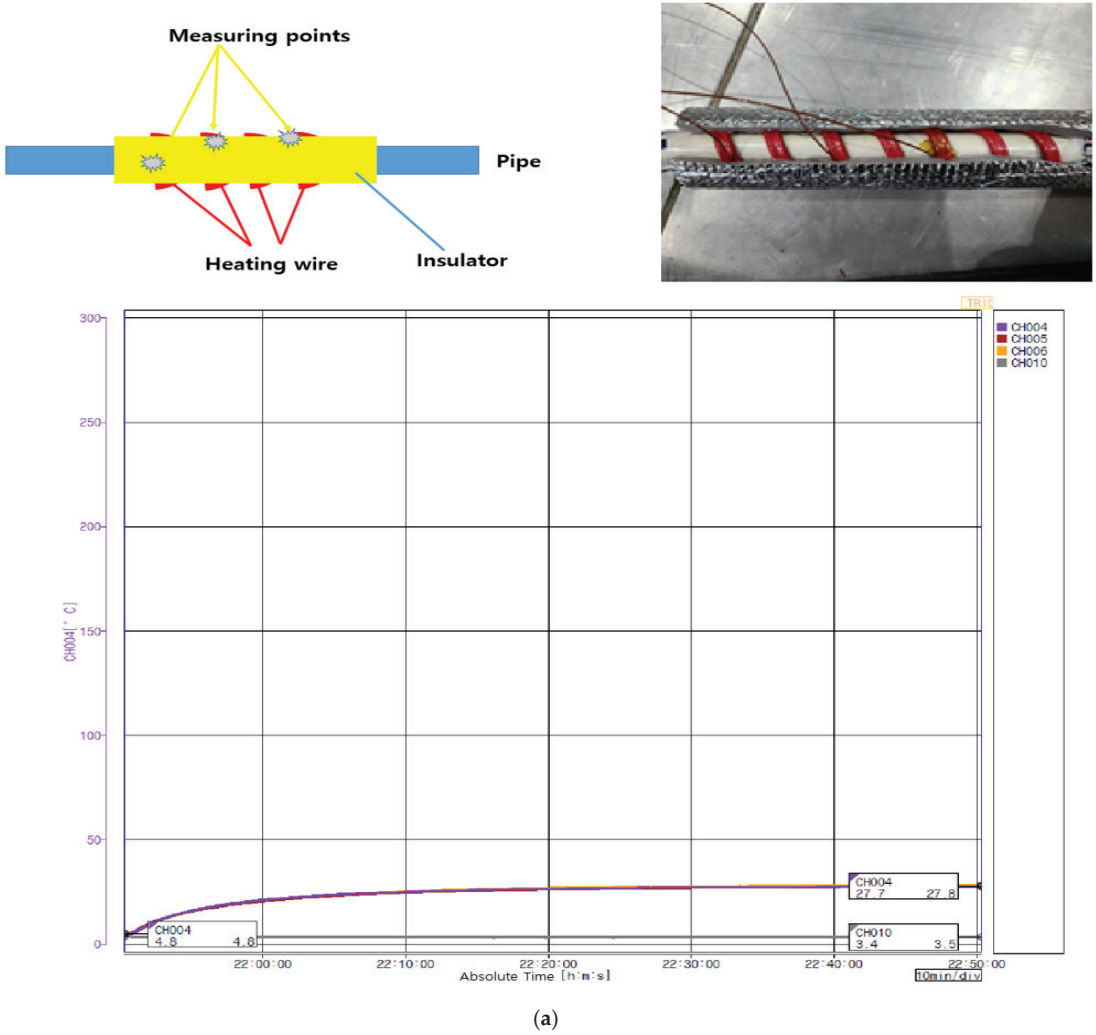 Measuring points
Pipe
Heating wire
Insulator
TRIG
CH004
CH005
CH006
CH010
300
250
200
150
100
50
0
CH004[° C]
CH004
4.8 4.8
CH004
27.7 27.8
CH010
3.4 3.5
22:00:00 22:10:00 22:20:00 22:30:00 22:40:00 22:50:00
Absolute Time [h:m:s]
10min/div
(a)